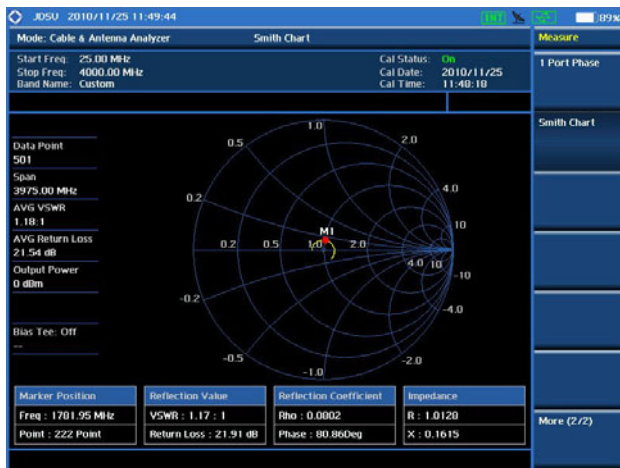 JDSU 2010/11/25 11:49:44
INT
89%
Mode: Cable & Antenna Analyzer
Smith Chart
Measure
Start Freq: 25.00 MHz
Stop Freq: 4000.00 MHz
Band Name: Custom
Cal Status: On
Cal Date: 2010/11/25
Cal Time: 11:48:18
1 Port Phase
Smith Chart
More (2/2)
Data Point
501
Span
3975.00 MHz
AVG VSWR
1.18:1
AVG Return Loss
21.54 dB
Output Power
0 dBm
Bias Tee: Off
--
1.0
0.5
2.0
0.2
4.0
10
M1
0.2
0.5
1.0
2.0
4.0
10
-10
-0.2
-4.0
-0.5
-2.0
-1.0
Marker Position
Freq : 1781.95 MHz
Point : 222 Point
Reflection Value
VSWR : 1.17 : 1
Return Loss : 21.91 dB
Reflection Coefficient
Rho : 0.0802
Phase : 80.86Deg
Impedance
R : 1.0120
X : 0.1615